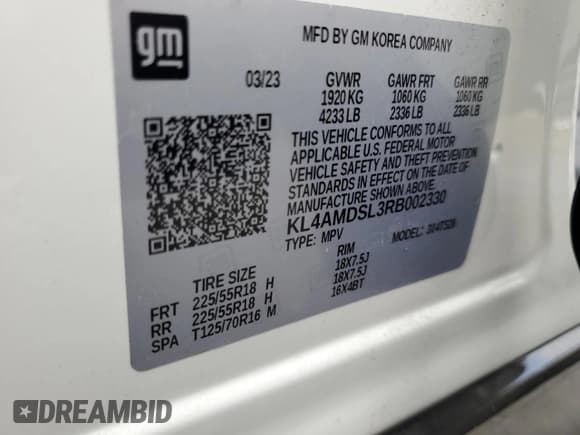 gm
MFD BY GM KOREA COMPANY
03/23 GVWR GAWR FRT GAWR RR
1920 KG 1060 KG 1060 KG
4233 LB 2336 LB 2336 LB
THIS VEHICLE CONFORMS TO ALL
APPLICABLE U.S. FEDERAL MOTOR
VEHICLE SAFETY AND THEFT PREVENTION
STANDARDS IN EFFECT ON THE DATE OF
MANUFACTURE SHOWN ABOVE.
KL4AMDSL3RB002330
TYPE: MPV MODEL:
TIRE SIZE RIM
FRT 225/55R18 H 18X7.5J
RR 225/55R18 H 18X7.5J
SPA T125/70R16 M 16X4BT
DREAMBID